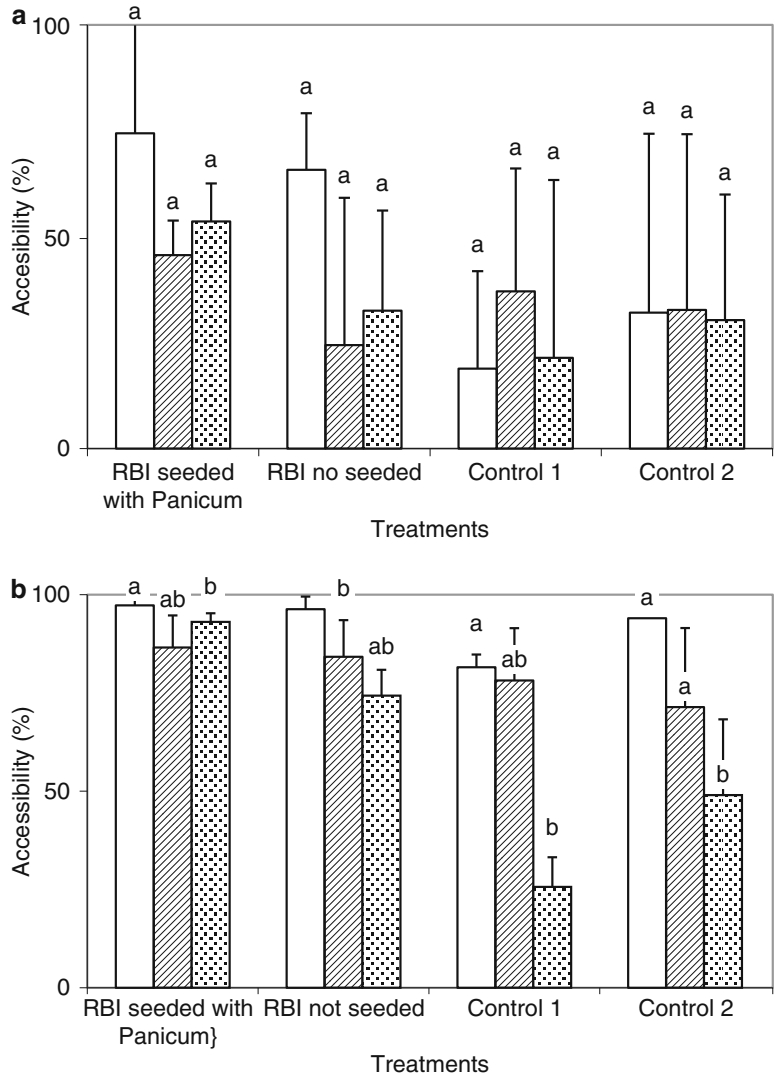 a
100
a
a
a
a
a
a
a
a
a
a
a
a
50
0
Accesibility (%)
RBI seeded
with Panicum
RBI no seeded
Control 1
Control 2
Treatments
b
100
a
ab
b
b
ab
a
ab
b
a
a
b
50
0
Accessibility (%)
RBI seeded with
Panicum}
RBI not seeded
Control 1
Control 2
Treatments